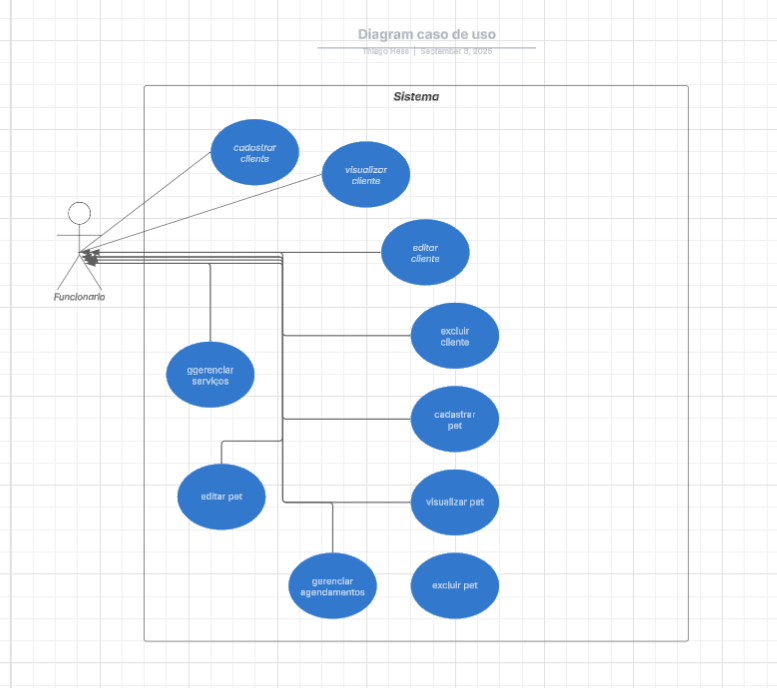 Diagram caso de uso
Thiago Hess | September 8, 2025
Sistema
cadastrar
cliente
visualizar
cliente
editar
cliente
Funcionario
excluir
cliente
ggerenciar
serviços
cadastrar
pet
editar pet
visualizar pet
gerenciar
agendamentos
excluir pet